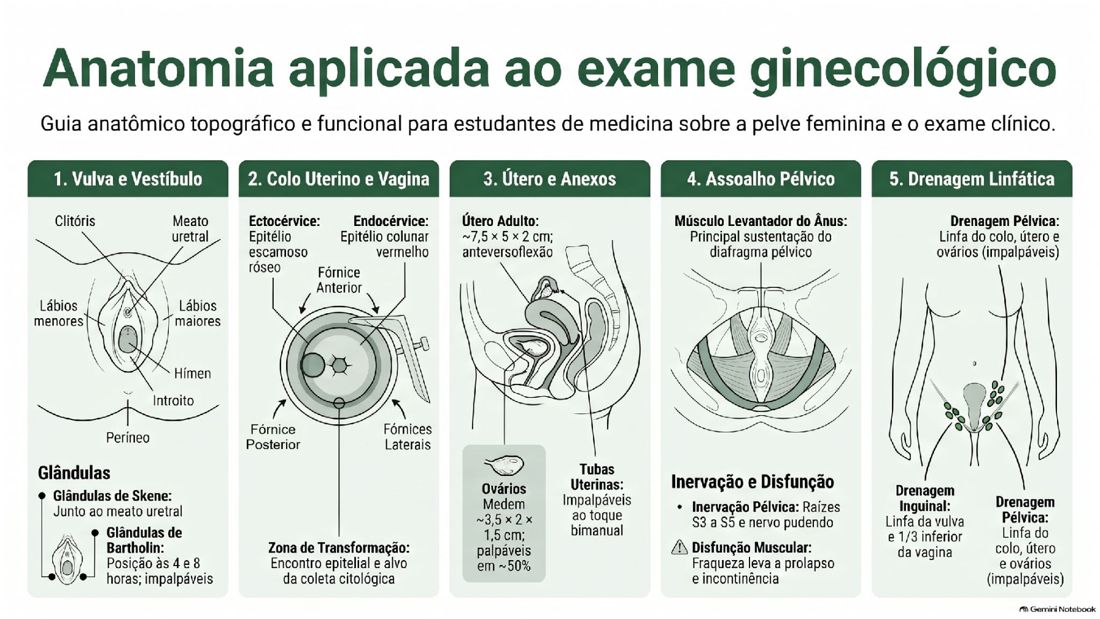 Anatomia aplicada ao exame ginecológico
Guia anatômico topográfico e funcional para estudantes de medicina sobre a pelve feminina e o exame clínico.
1. Vulva e Vestíbulo
Clitóris
Meato
uretral
Lábios
menores
Lábios
maiores
Hímen
Introito
Períneo
Glândulas
Glândulas de Skene:
Junto ao meato uretral
Glândulas de
Bartholin:
Posição às 4 e 8
horas; impalpáveis
2. Colo Uterino e Vagina
Ectocérvice:
Epitélio
escamoso
róseo
Endocérvice:
Epitélio colunar
vermelho
Fórnice
Anterior
Fórnice
Posterior
Fórnices
Laterais
Zona de Transformação:
Encontro epitelial e alvo
da coleta citológica
3. Útero e Anexos
Útero Adulto:
~7,5 × 5 × 2 cm;
anteversoflexão
Ovários
Medem
~3,5 × 2 ×
1,5 cm;
palpáveis
em ~50%
Tubas
Uterinas:
Impalpáveis
ao toque
bimanual
4. Assoalho Pélvico
Músculo Levantador do Ânus:
Principal sustentação do
diafragma pélvico
Inervação e Disfunção
• Inervação Pélvica: Raízes
S3 a S5 e nervo pudendo
Disfunção Muscular:
Fraqueza leva a prolapso
e incontinência
5. Drenagem Linfática
Drenagem Pélvica:
Linfa do colo, útero e
ovários (impalpáveis)
Drenagem
Inguinal:
Linfa da vulva
e 1/3 inferior
da vagina
Drenagem
Pélvica:
Linfa do
colo, útero
e ovários
(impalpáveis)
Gemini Notebook